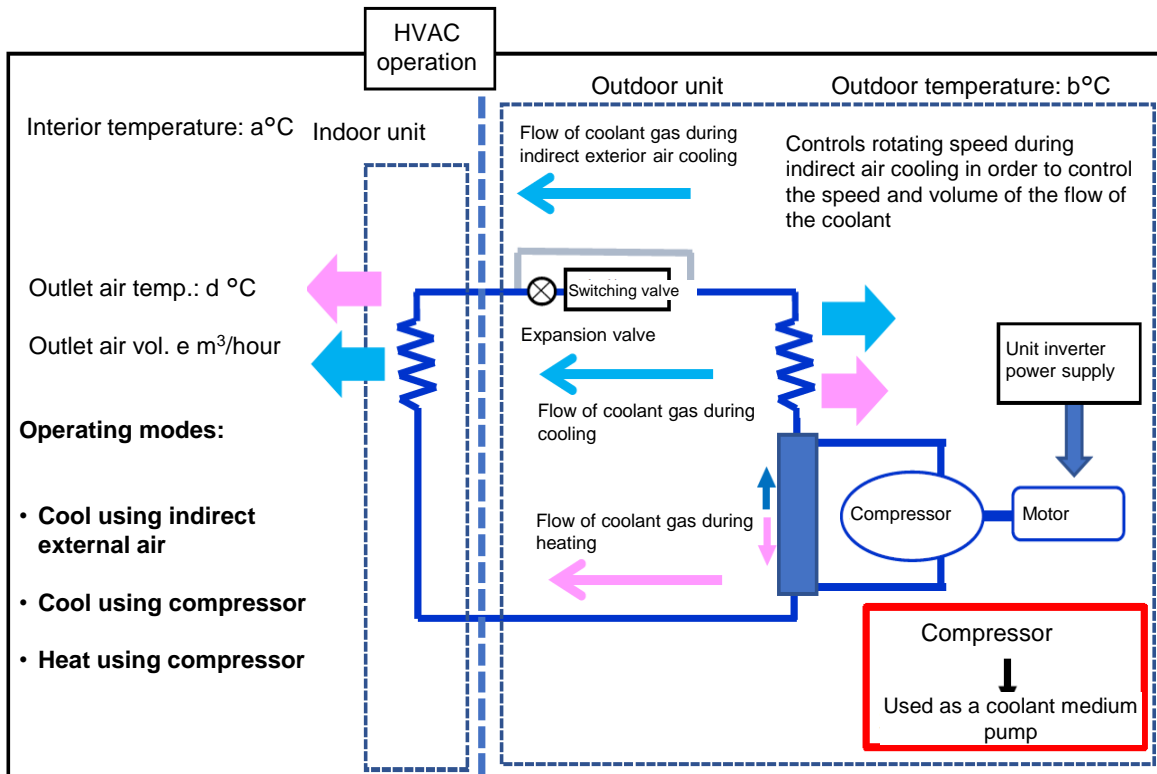 HVAC
operation
Outdoor unit
Outdoor temperature: b°C
Interior temperature: a°C
Indoor unit
Flow of coolant gas during
indirect exterior air cooling
Controls rotating speed during
indirect air cooling in order to control
the speed and volume of the flow of
the coolant
Outlet air temp.: d °C
Switching valve
Outlet air vol. e m³/hour
Expansion valve
Unit inverter
power supply
Operating modes:
Flow of coolant gas during
cooling
• Cool using indirect
external air
Flow of coolant gas during
heating
Compressor
Motor
• Cool using compressor
• Heat using compressor
Compressor
Used as a coolant medium
pump